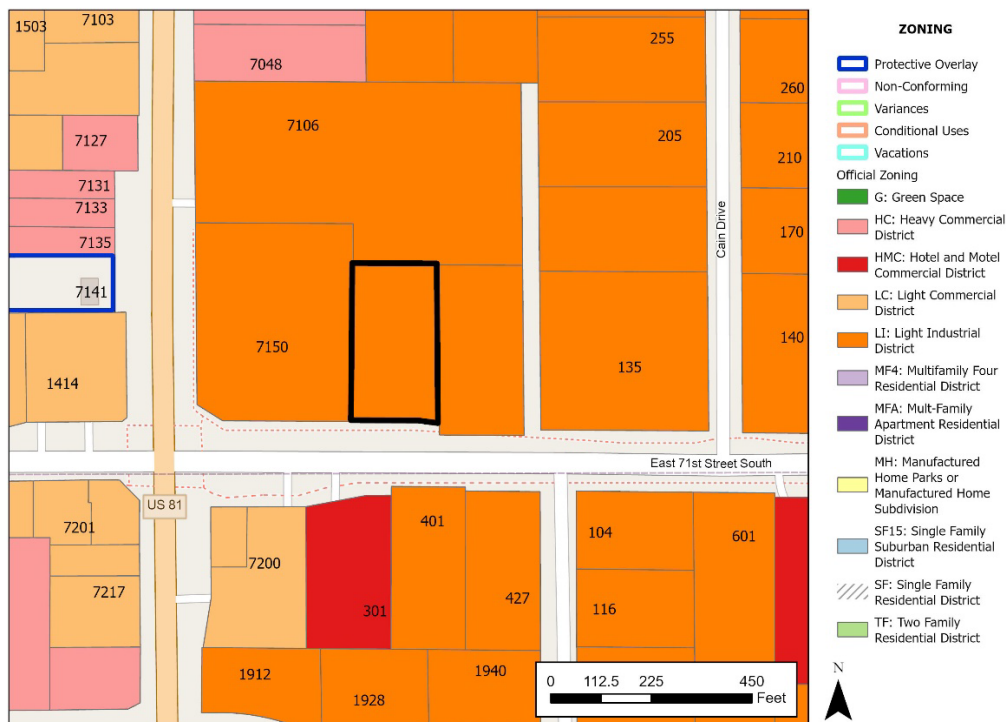 1503
7103
7048
255
260
7106
205
7127
210
7131
7133
7135
170
7141
Cain Drive
7150
140
135
1414
East 71st Street South
US 81
7201
401
104
601
7200
7217
427
301
116
1912
1928
1940
0 112.5 225 450
Feet
ZONING
Protective Overlay
Non-Conforming
Variances
Conditional Uses
Vacations
Official Zoning
G: Green Space
HC: Heavy Commercial
District
HMC: Hotel and Motel
Commercial District
LC: Light Commercial
District
LI: Light Industrial
District
MF4: Multifamily Four
Residential District
MFA: Mult-Family
Apartment Residential
District
MH: Manufactured
Home Parks or
Manufactured Home
Subdivision
SF15: Single Family
Suburban Residential
District
SF: Single Family
Residential District
TF: Two Family
Residential District
N